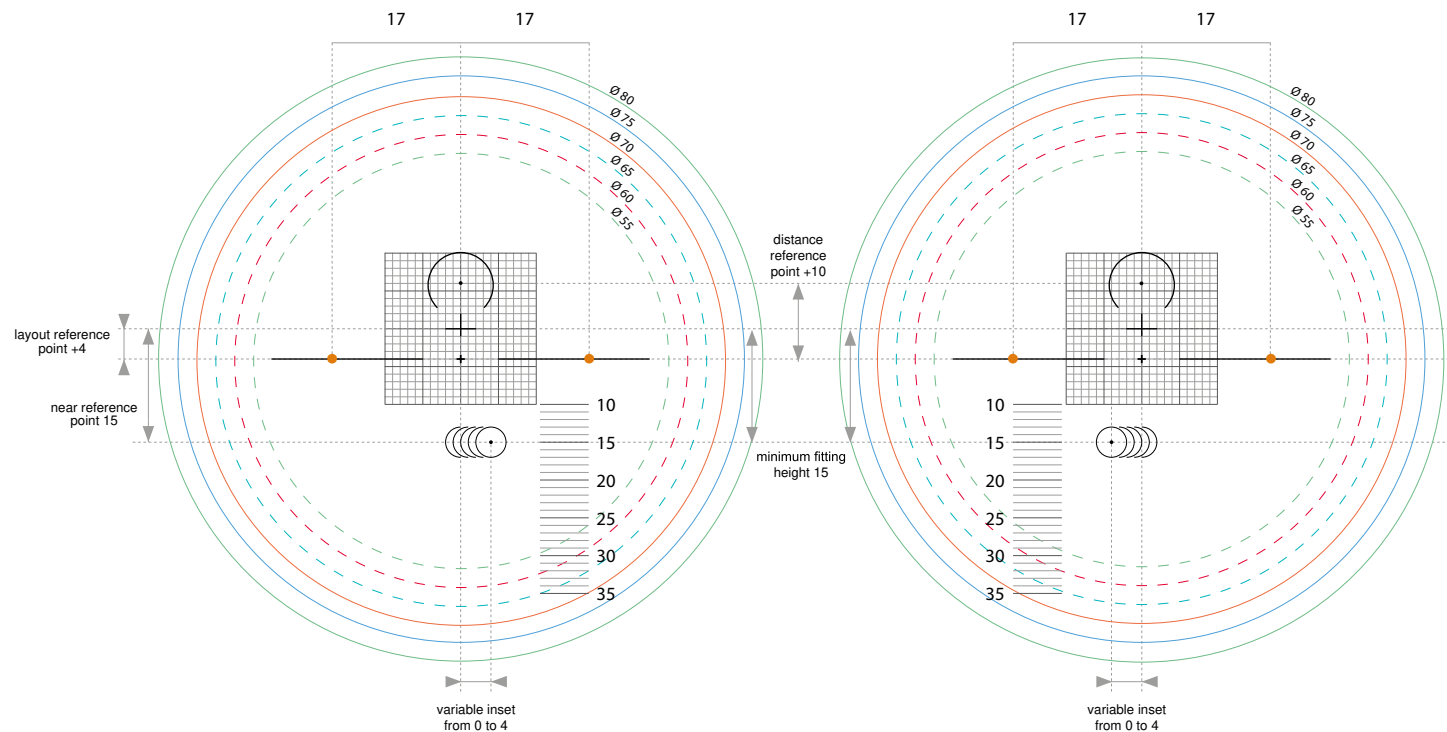 17
17
17
17
Ø 80
Ø 75
Ø 70
Ø 65
Ø 60
Ø 55
Ø 80
Ø 75
Ø 70
Ø 65
Ø 60
Ø 55
distance
reference
point +10
layout reference
point +4
near reference
point 15
10
15
20
25
30
35
minimum fitting
height 15
10
15
20
25
30
35
variable inset
from 0 to 4
variable inset
from 0 to 4